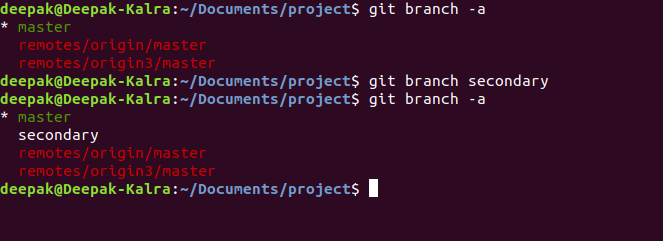 deepak@Deepak-Kalra:~/Documents/project$ git branch -a
* master
  remotes/origin/master
  remotes/origin3/master
deepak@Deepak-Kalra:~/Documents/project$ git branch secondary
deepak@Deepak-Kalra:~/Documents/project$ git branch -a
* master
  secondary
  remotes/origin/master
  remotes/origin3/master
deepak@Deepak-Kalra:~/Documents/project$